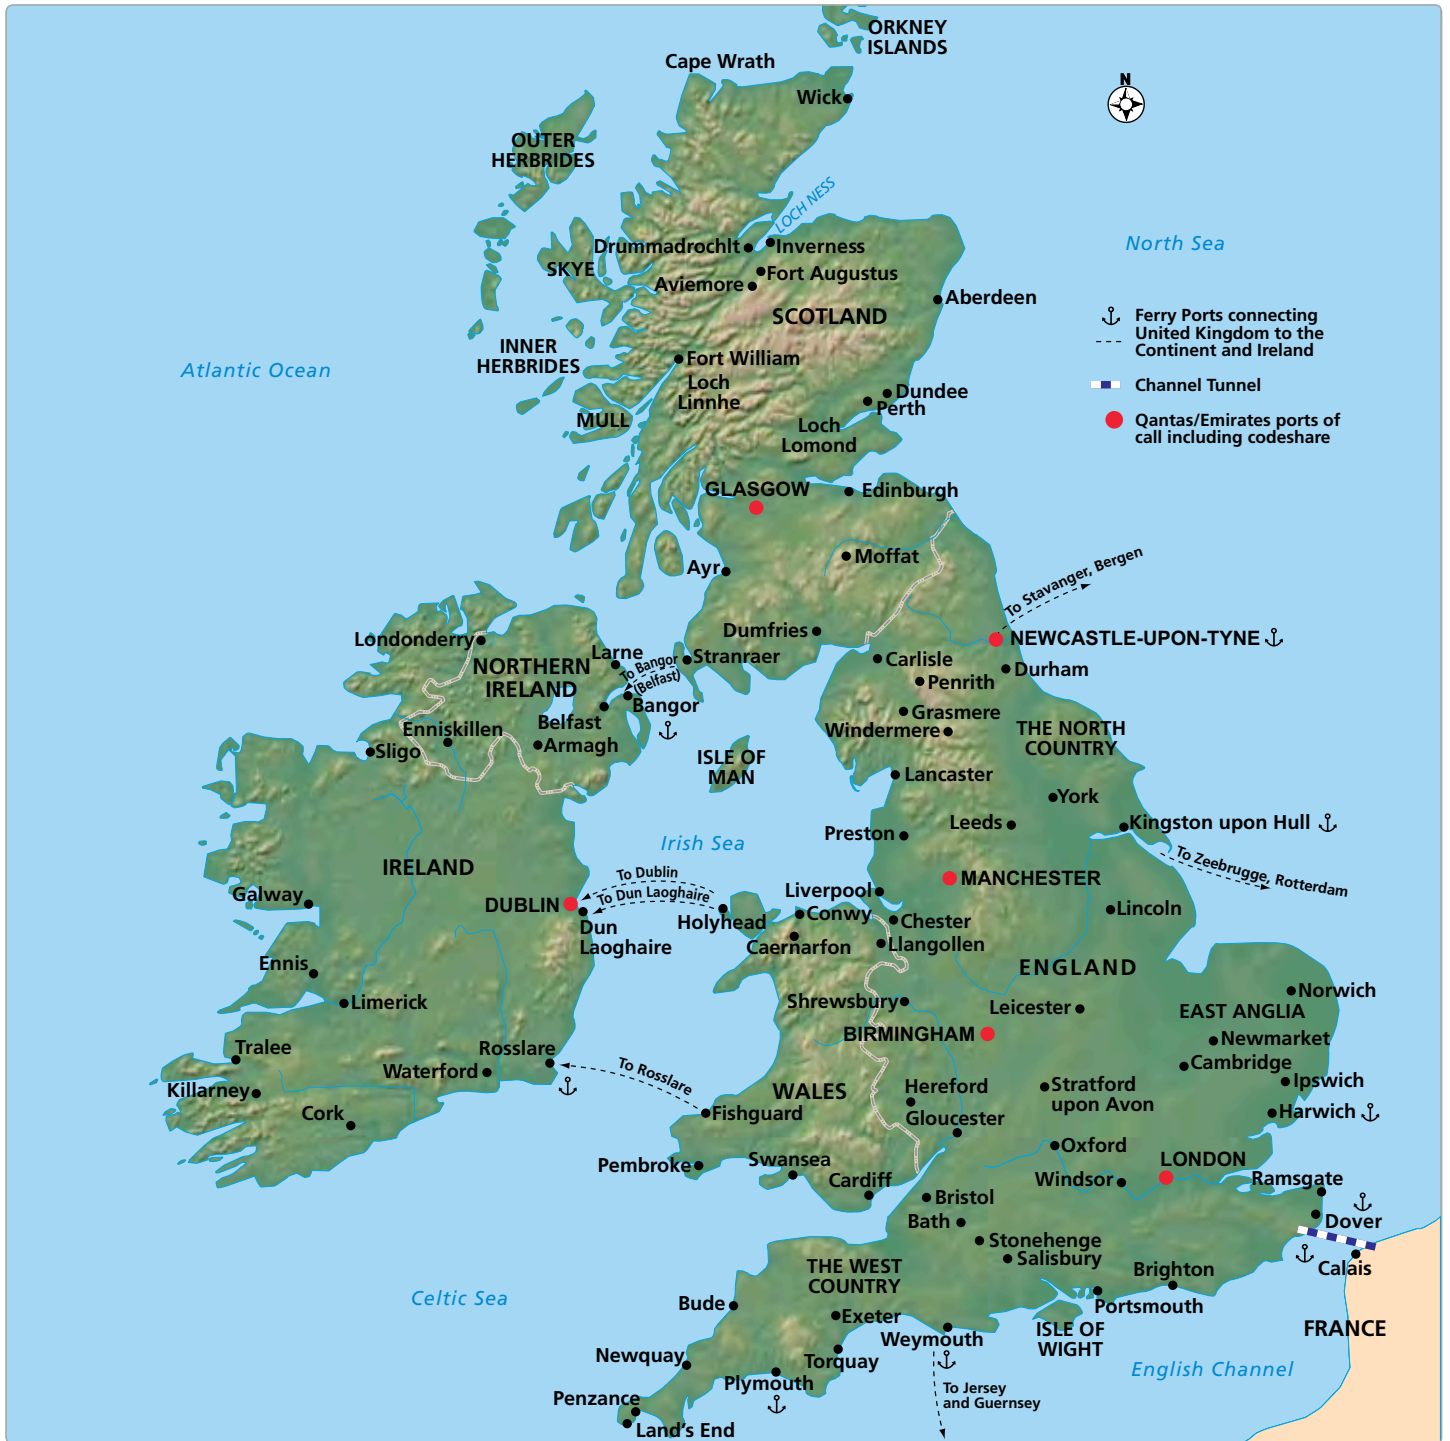 ORKNEY
ISLANDS
Cape Wrath
Wick
N
OUTER
HERBRIDES
LOCH NESS
North Sea
Drummadrochlt
Inverness
SKYE
Fort Augustus
Aviemore
Aberdeen
SCOTLAND
Ferry Ports connecting
United Kingdom to the
Continent and Ireland
INNER
HERBRIDES
Atlantic Ocean
Fort William
Loch
Linnhe
Channel Tunnel
Dundee
Perth
MULL
Loch
Lomond
Qantas/Emirates ports of
call including codeshare
GLASGOW
Edinburgh
Moffat
Ayr
To Stavanger, Bergen
Londonderry
Dumfries
NEWCASTLE-UPON-TYNE
Larne
Stranraer
To Bangor
(Belfast)
Carlisle
Durham
NORTHERN
IRELAND
Penrith
Bangor
Belfast
Grasmere
Windermere
THE NORTH
COUNTRY
Enniskillen
Armagh
Sligo
ISLE OF
MAN
Lancaster
York
Irish Sea
Preston
Leeds
Kingston upon Hull
To Zeebrugge, Rotterdam
IRELAND
To Dublin
To Dun Laoghaire
MANCHESTER
Galway
DUBLIN
Liverpool
Holyhead
Conwy
Chester
Lincoln
Dun
Laoghaire
Caernarfon
Llangollen
Ennis
ENGLAND
Limerick
Shrewsbury
Leicester
Norwich
EAST ANGLIA
BIRMINGHAM
Newmarket
Tralee
Rosslare
Cambridge
Waterford
To Rosslare
Killarney
WALES
Hereford
Stratford
upon Avon
Ipswich
Cork
Fishguard
Gloucester
Harwich
Oxford
Pembroke
Swansea
LONDON
Cardiff
Windsor
Ramsgate
Bristol
Bath
Dover
Stonehenge
Salisbury
THE WEST
COUNTRY
Brighton
Calais
Celtic Sea
Bude
Portsmouth
Exeter
Weymouth
ISLE OF
WIGHT
FRANCE
Newquay
Torquay
English Channel
Plymouth
To Jersey
and Guernsey
Penzance
Land's End